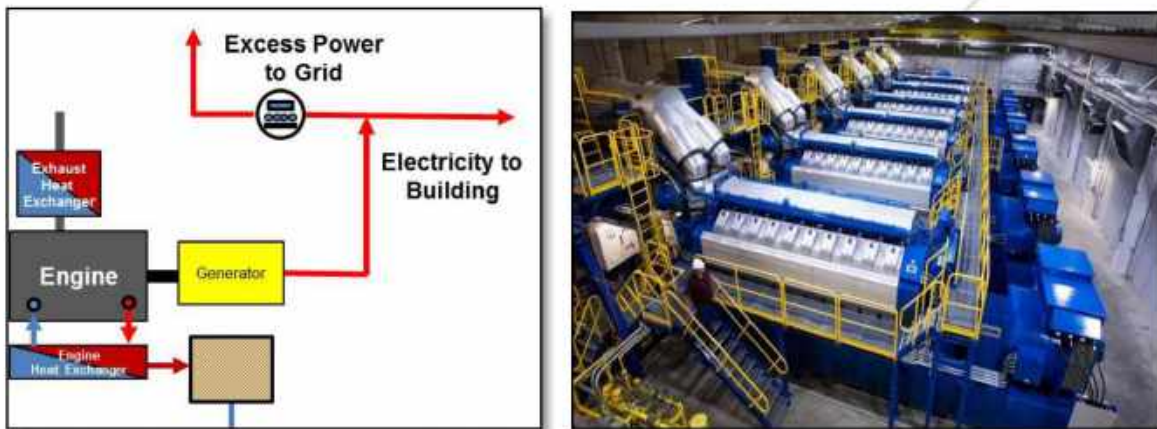 Excess Power
to Grid
Electricity to
Building
Exhaust
Heat
Exchanger
Engine
Generator
Engine
Heat Exchanger